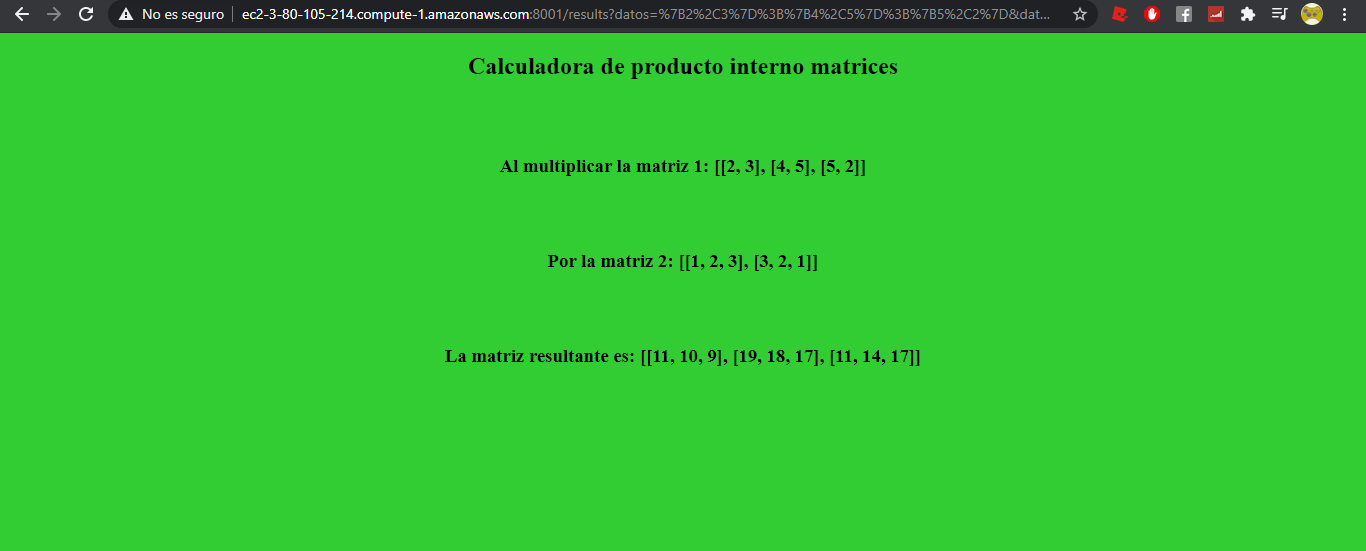 No es seguro ec2-3-80-105-214.compute-1.amazonaws.com:8001/results?datos=%7B2%2C3%7D%3B%7B4%2C5%7D%3B%7B5%2C2%7D&dat...
Calculadora de producto interno matrices
Al multiplicar la matriz 1: [[2, 3], [4, 5], [5, 2]]
Por la matriz 2: [[1, 2, 3], [3, 2, 1]]
La matriz resultante es: [[11, 10, 9], [19, 18, 17], [11, 14, 17]]